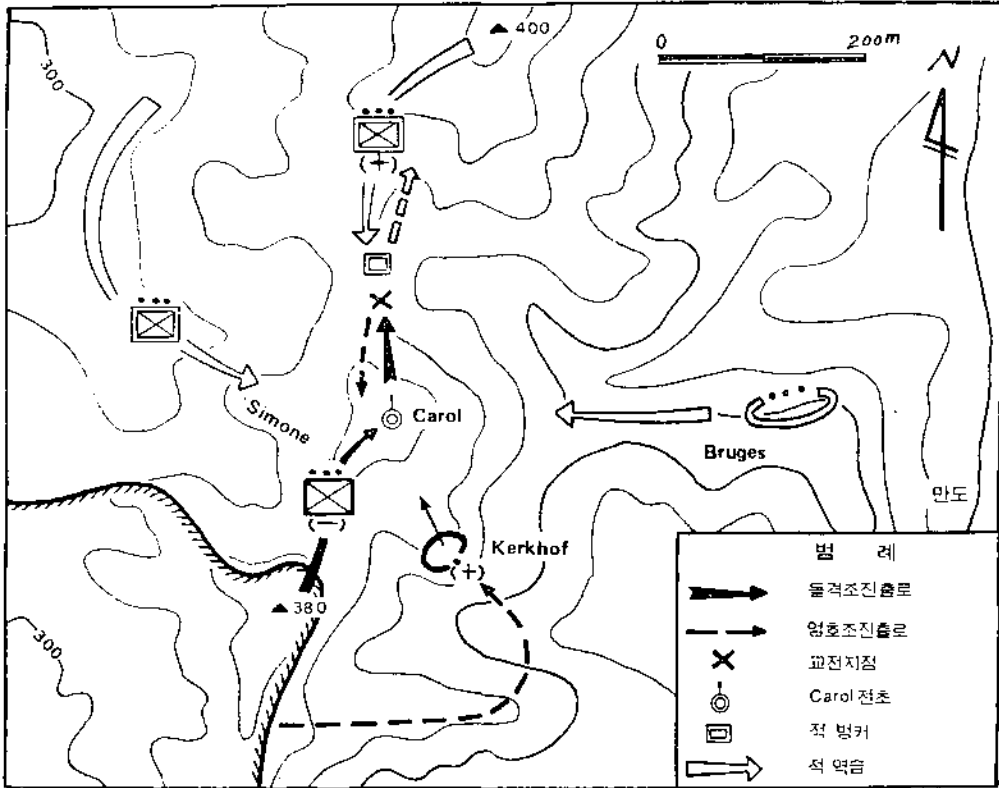 ▲ 400
0 200m
300
N
(+)
Simone
Carol
Bruges
만도
(-)
Kerkhof
(+)
▲ 380
300
범 례
돌격조진출로
엄호조진출로
교전지점
Carol 전초
적 벙커
적 역습